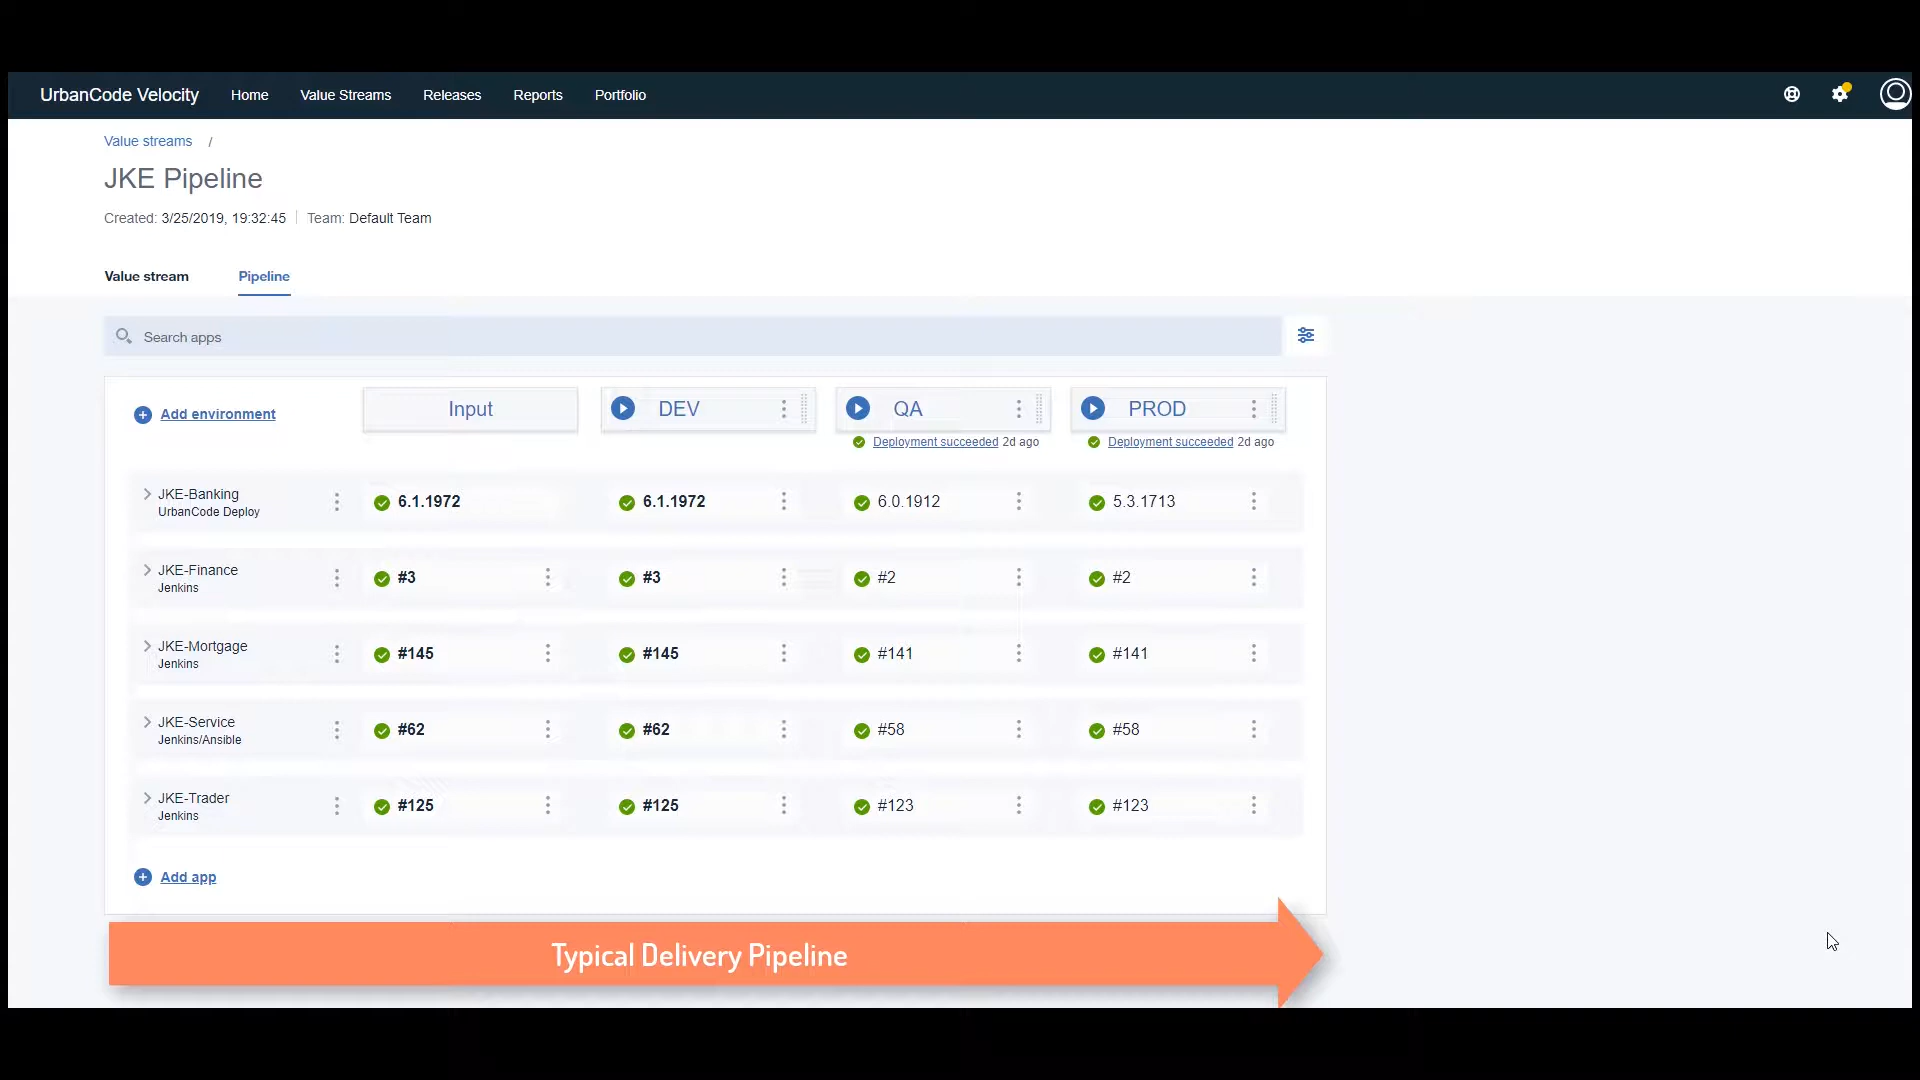 UrbanCode Velocity Home Value Streams Releases Reports Portfolio
Value streams /
JKE Pipeline
Created: 3/25/2019, 19:32:45 Team: Default Team
Value stream Pipeline
Search apps
Add environment Input DEV QA PROD
Deployment succeeded 2d ago Deployment succeeded 2d ago
JKE-Banking
UrbanCode Deploy
6.1.1972 6.1.1972 6.0.1912 5.3.1713
JKE-Finance
Jenkins
#3 #3 #2 #2
JKE-Mortgage
Jenkins
#145 #145 #141 #141
JKE-Service
Jenkins/Ansible
#62 #62 #58 #58
JKE-Trader
Jenkins
#125 #125 #123 #123
Add app
Typical Delivery Pipeline